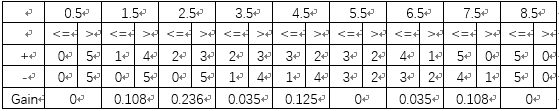 0.5 1.5 2.5 3.5 4.5 5.5 6.5 7.5 8.5
<= > <= > <= > <= > <= > <= > <= > <= > <= >
+ 0 5 1 4 2 3 2 3 3 2 3 2 4 1 5 0 5 0
- 0 5 0 5 0 5 1 4 1 4 3 2 3 2 4 1 5 0
Gain 0 0.108 0.236 0.035 0.125 0 0.035 0.108 0